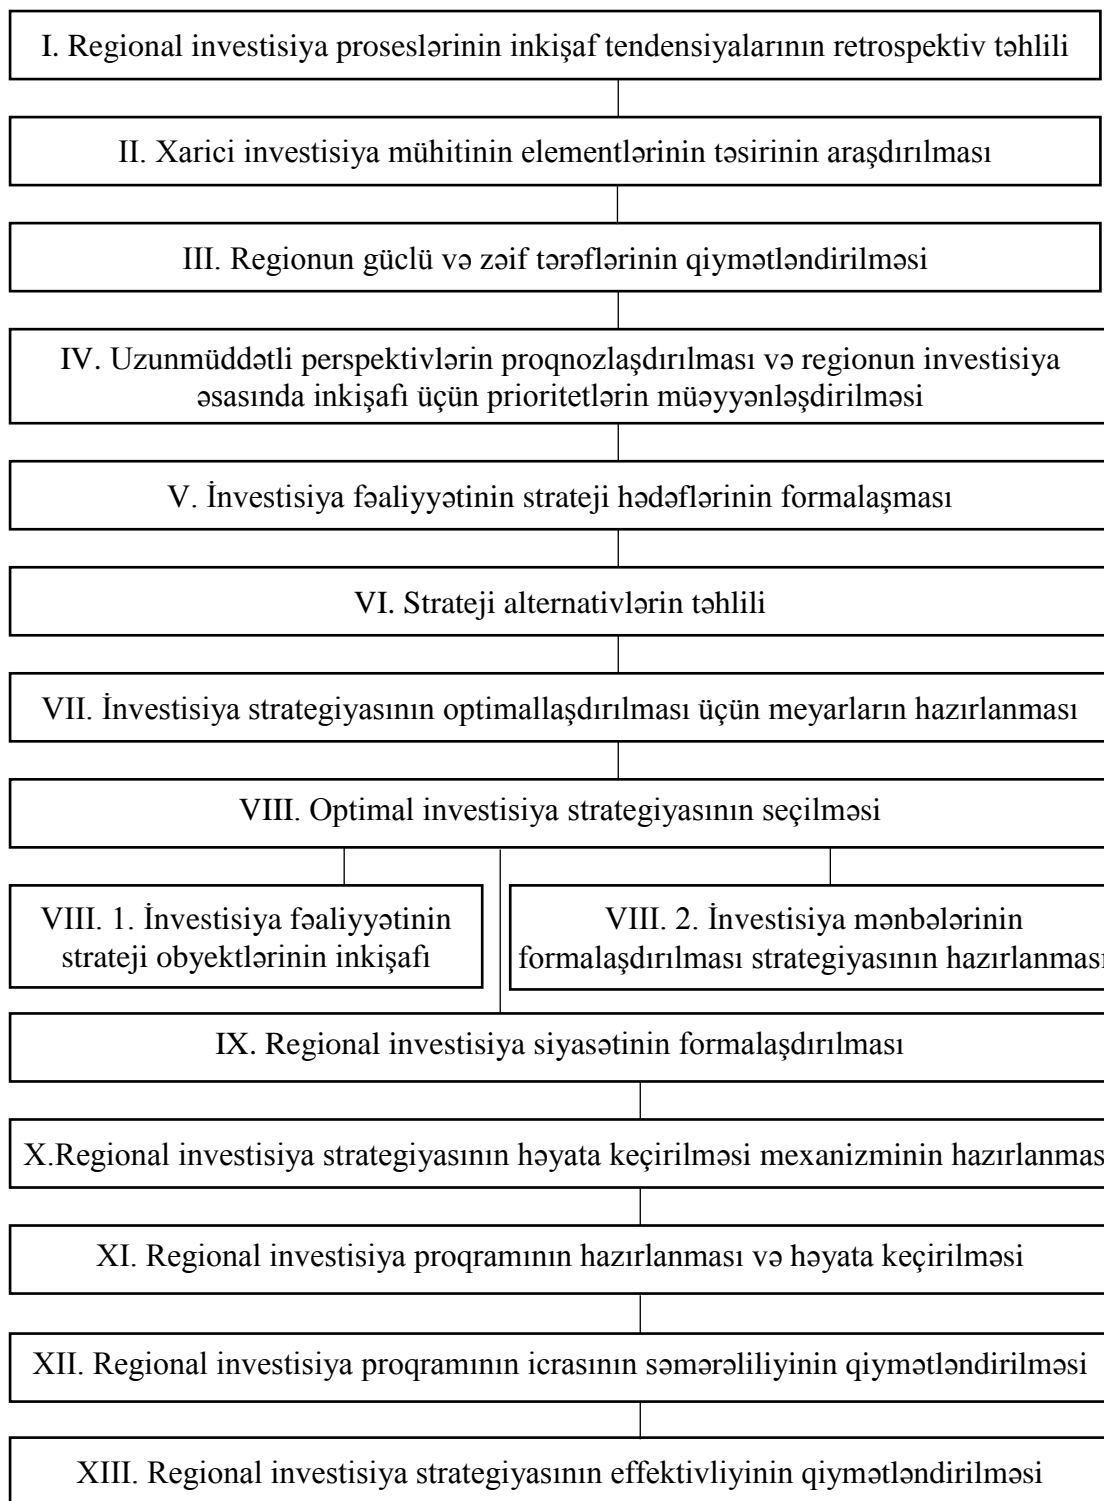 I. Regional investisiya proseslərinin inkişaf tendensiyalarının retrospektiv təhlili
II. Xarici investisiya mühitinin elementlərinin təsirinin araşdırılması
III. Regionun güclü və zəif tərəflərinin qiymətləndirilməsi
IV. Uzunmüddətli perspektivlərin proqnozlaşdırılması və regionun investisiya
əsasında inkişafı üçün prioritetlərin müəyyənləşdirilməsi
V. İnvestisiya fəaliyyətinin strateji hədəflərinin formalaşması
VI. Strateji alternativlərin təhlili
VII. İnvestisiya strategiyasının optimallaşdırılması üçün meyarların hazırlanması
VIII. Optimal investisiya strategiyasının seçilməsi
VIII. 1. İnvestisiya fəaliyyətinin
strateji obyektlərinin inkişafı
VIII. 2. İnvestisiya mənbələrinin
formalaşdırılması strategiyasının hazırlanması
IX. Regional investisiya siyasətinin formalaşdırılması
X.Regional investisiya strategiyasının həyata keçirilməsi mexanizminin hazırlanmas
XI. Regional investisiya proqramının hazırlanması və həyata keçirilməsi
XII. Regional investisiya proqramının icrasının səmərəliliyinin qiymətləndirilməsi
XIII. Regional investisiya strategiyasının effektivliyinin qiymətləndirilməsi